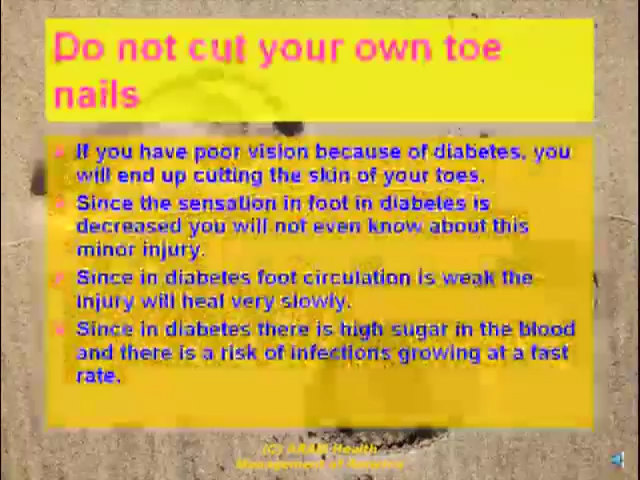 Do not cut your own toe
nails
If you have poor vision because of diabetes, you
will end up cutting the skin of your toes.
Since the sensation in foot in diabetes is
decreased you will not even know about this
minor injury.
Since in diabetes foot circulation is weak the
injury will heal very slowly.
Since in diabetes there is high sugar in the blood
and there is a risk of infections growing at a fast
rate.
(C) Health
Management of